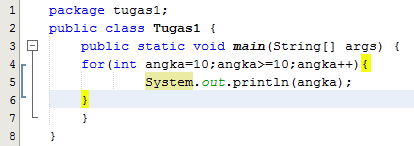 1 package tugas1;
2 public class Tugas1 {
3 public static void main(String[] args) {
4 for(int angka=10;angka>=10;angka++){
5 System.out.println(angka);
6 }
7 }
8 }